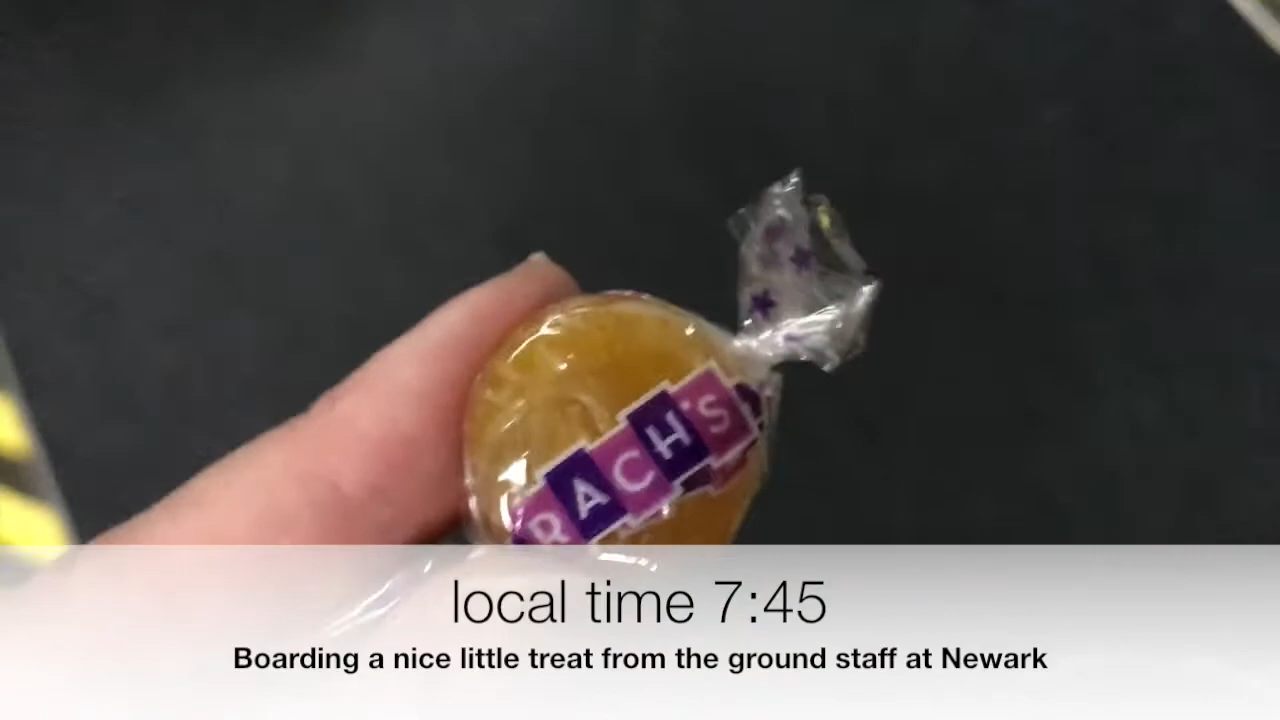 RACH'S
local time 7:45
Boarding a nice little treat from the ground staff at Newark